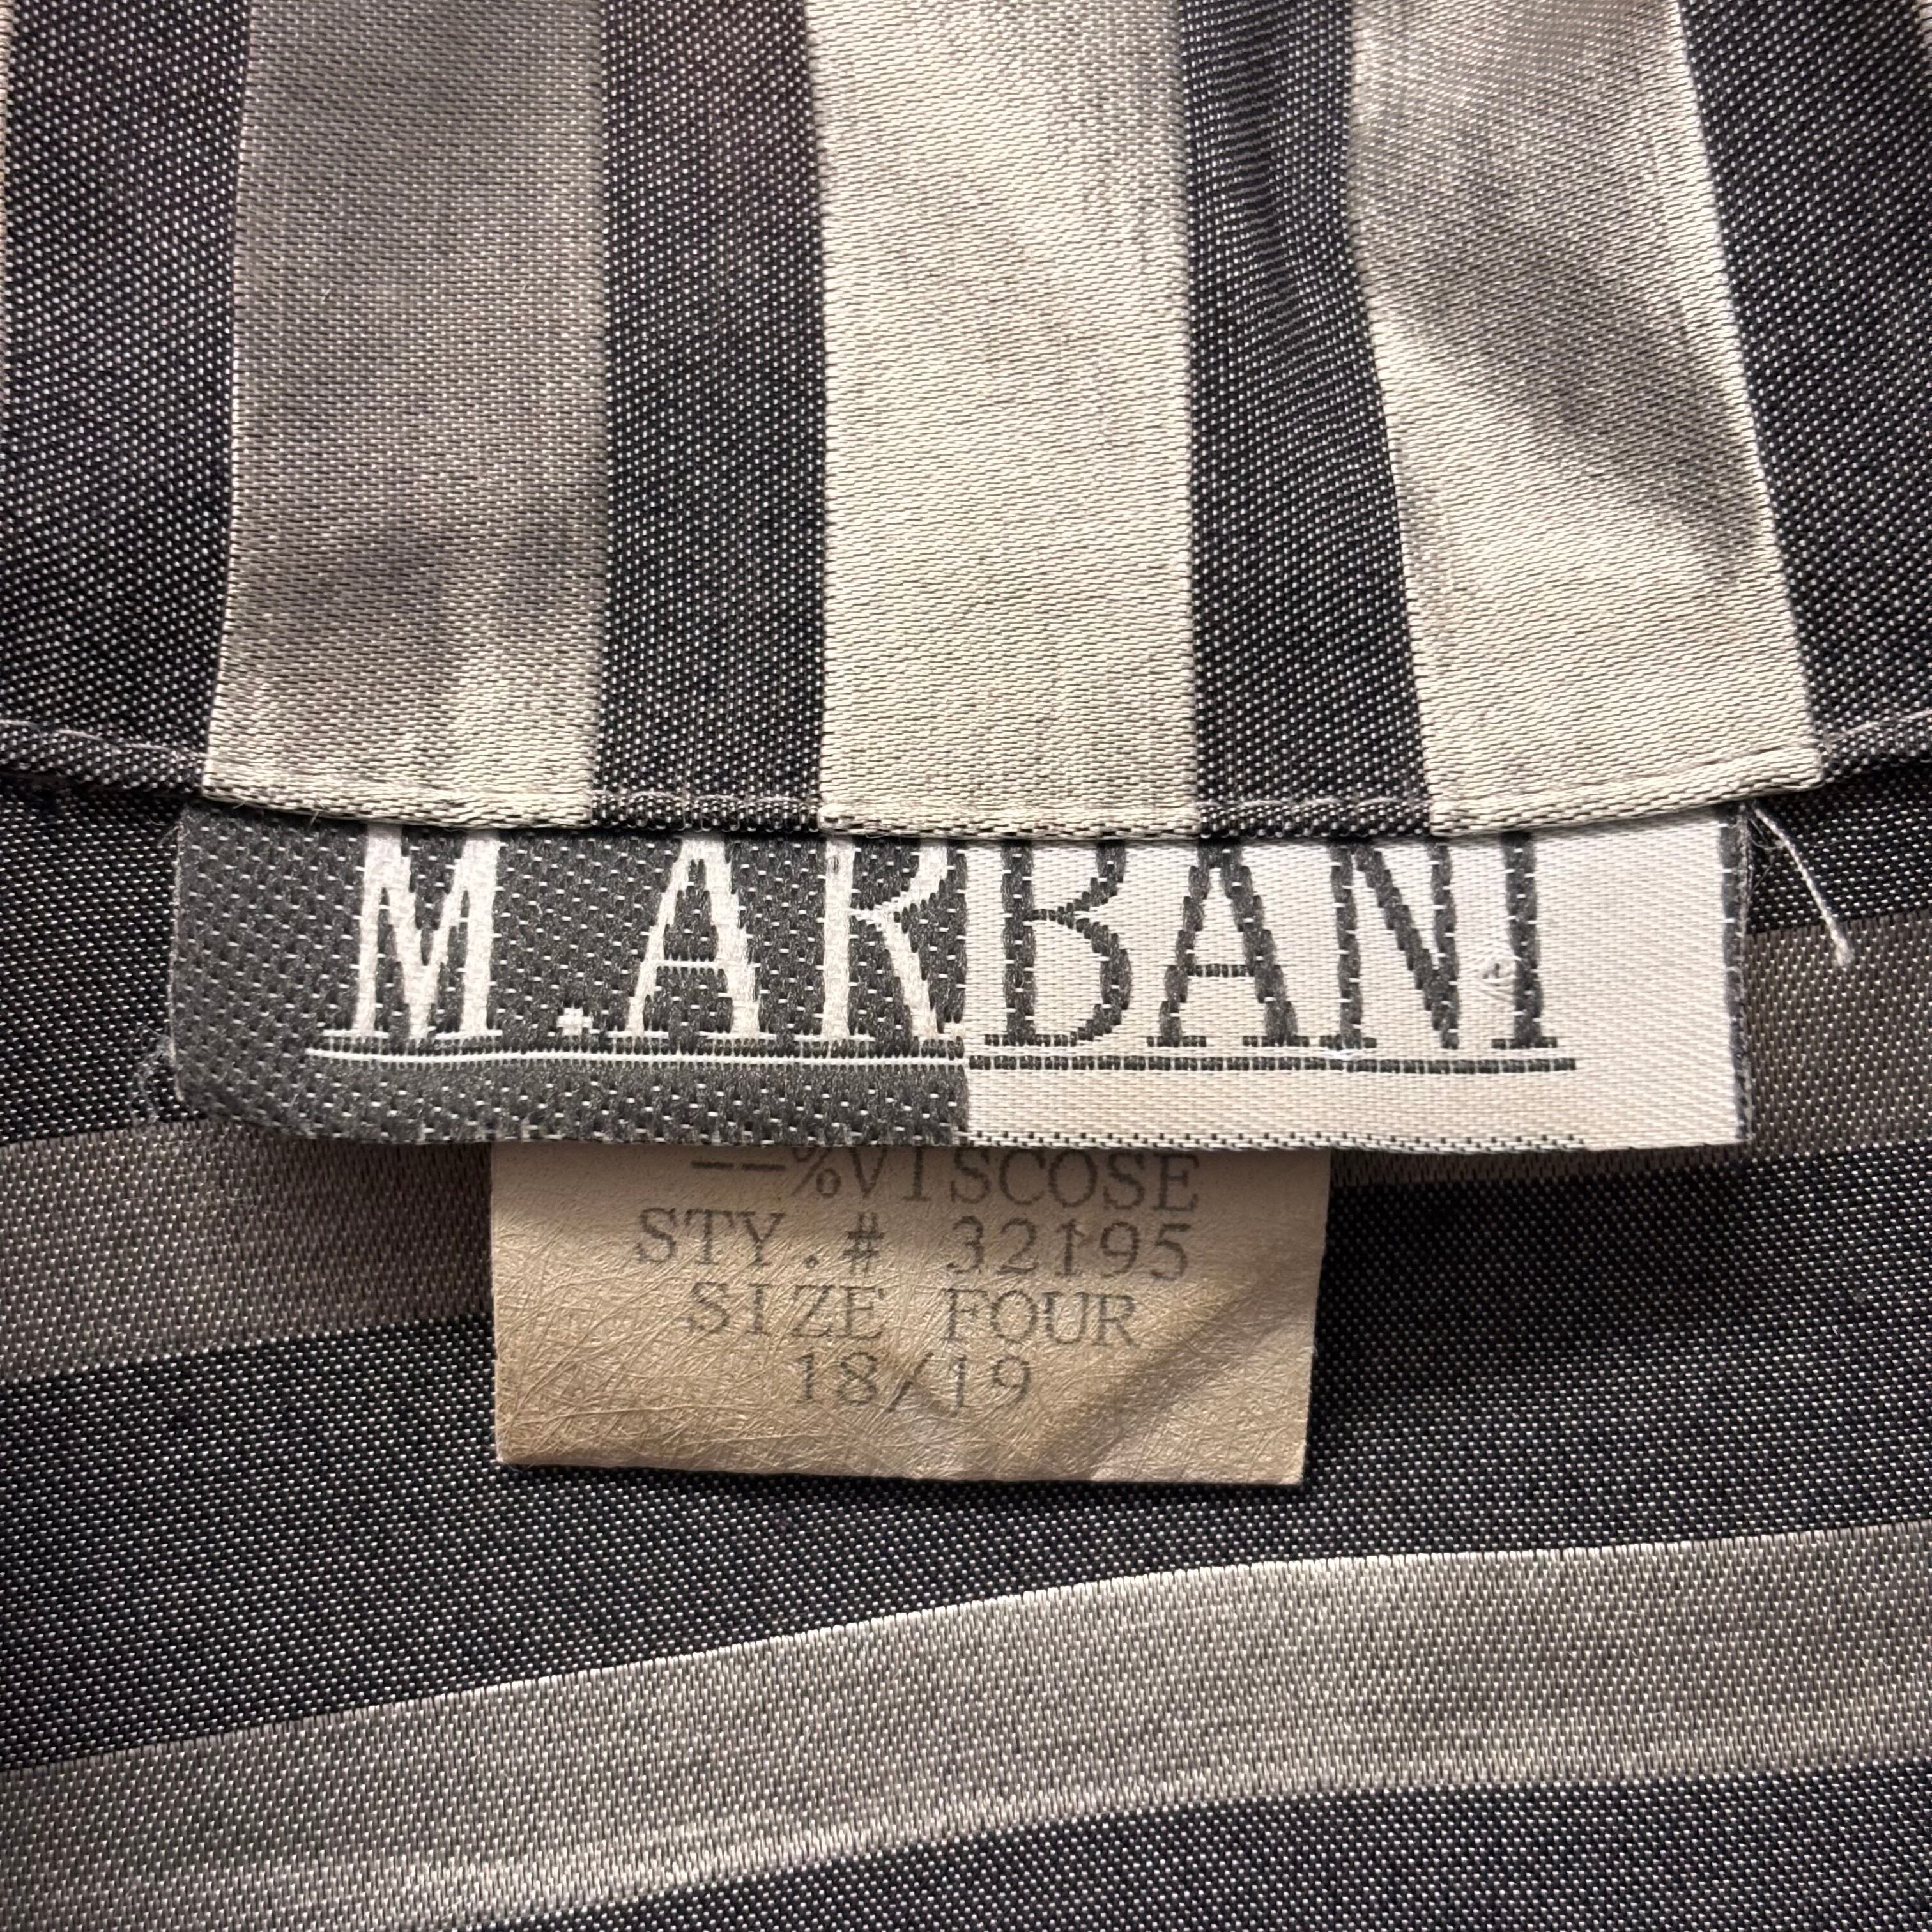 M.ARBANI
--%VISCOSE
STY.# 32195
SIZE FOUR
18/19